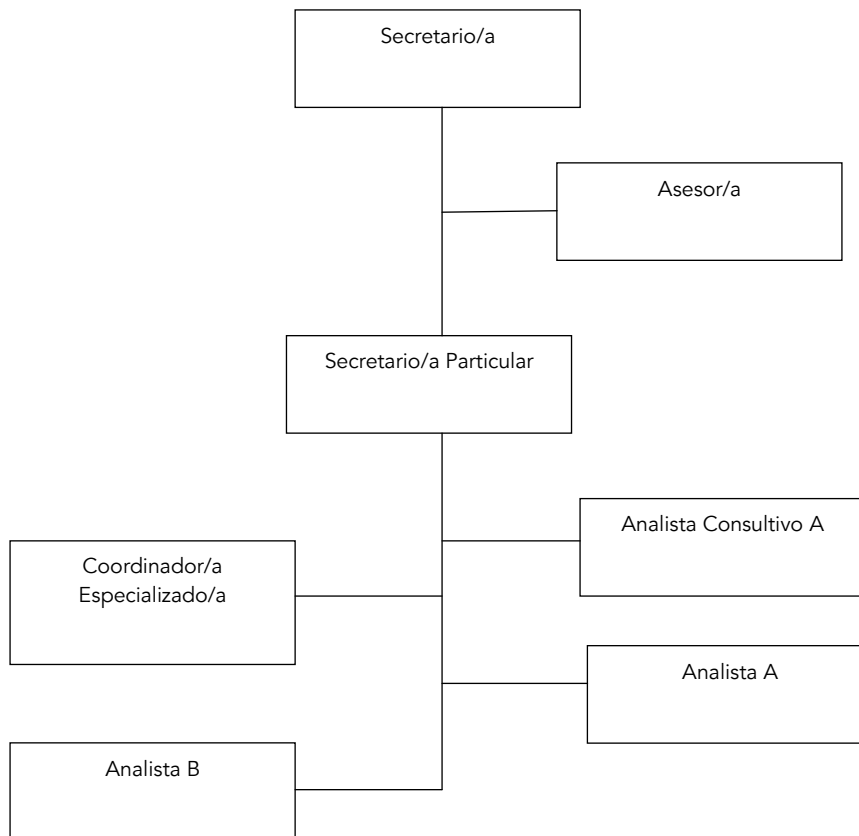 Secretario/a
Asesor/a
Secretario/a Particular
Analista Consultivo A
Coordinador/a
Especializado/a
Analista A
Analista B